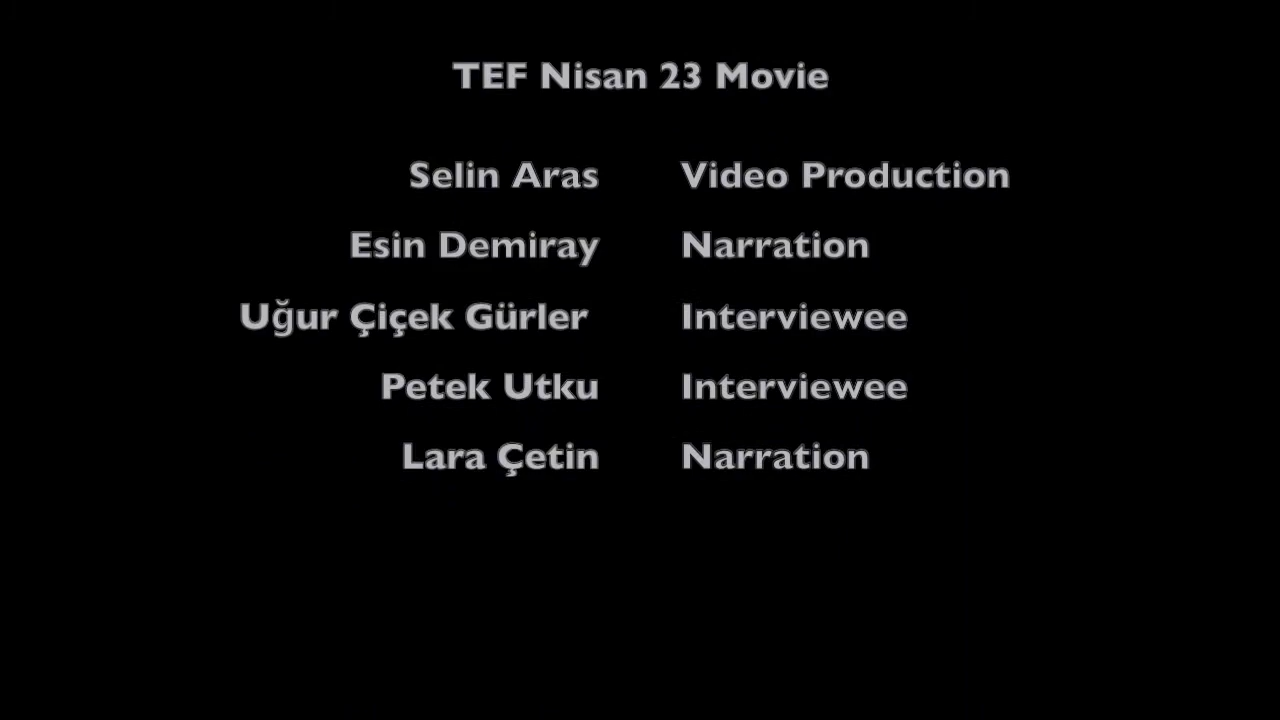 TEF Nisan 23 Movie
Selin Aras Video Production
Esin Demiray Narration
Uğur Çiçek Gürler Interviewee
Petek Utku Interviewee
Lara Çetin Narration